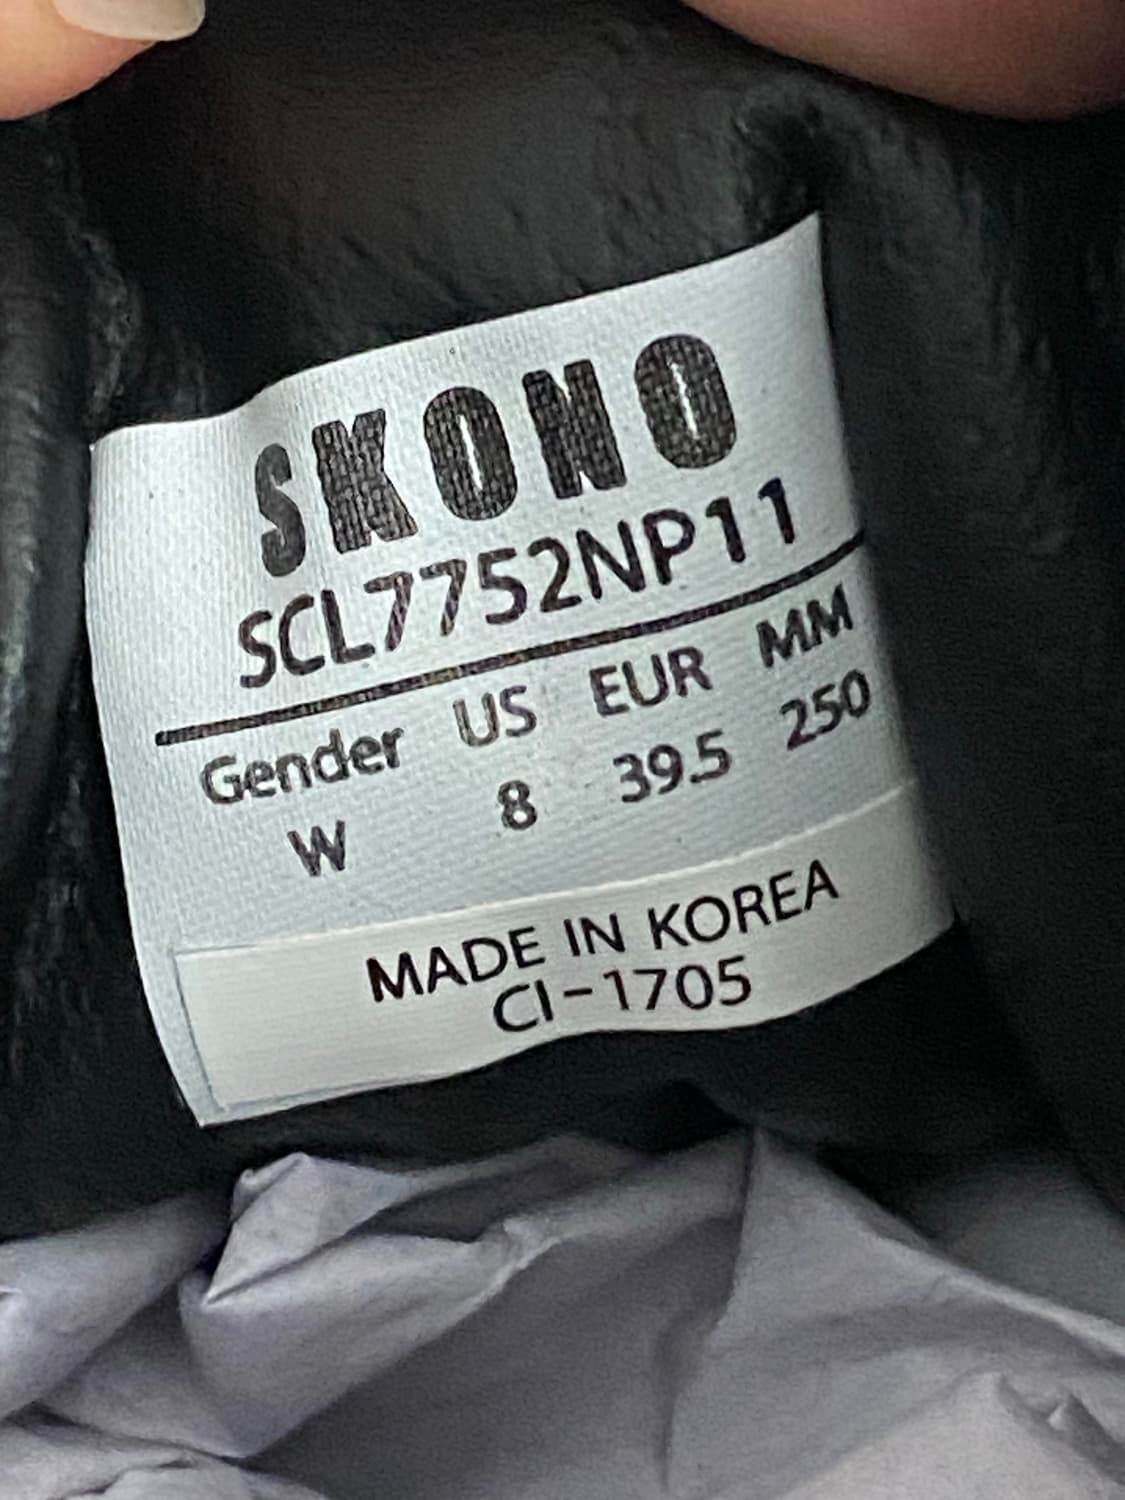 SKONO
SCL7752NP11
Gender US EUR MM
W 8 39.5 250
MADE IN KOREA
CI-1705